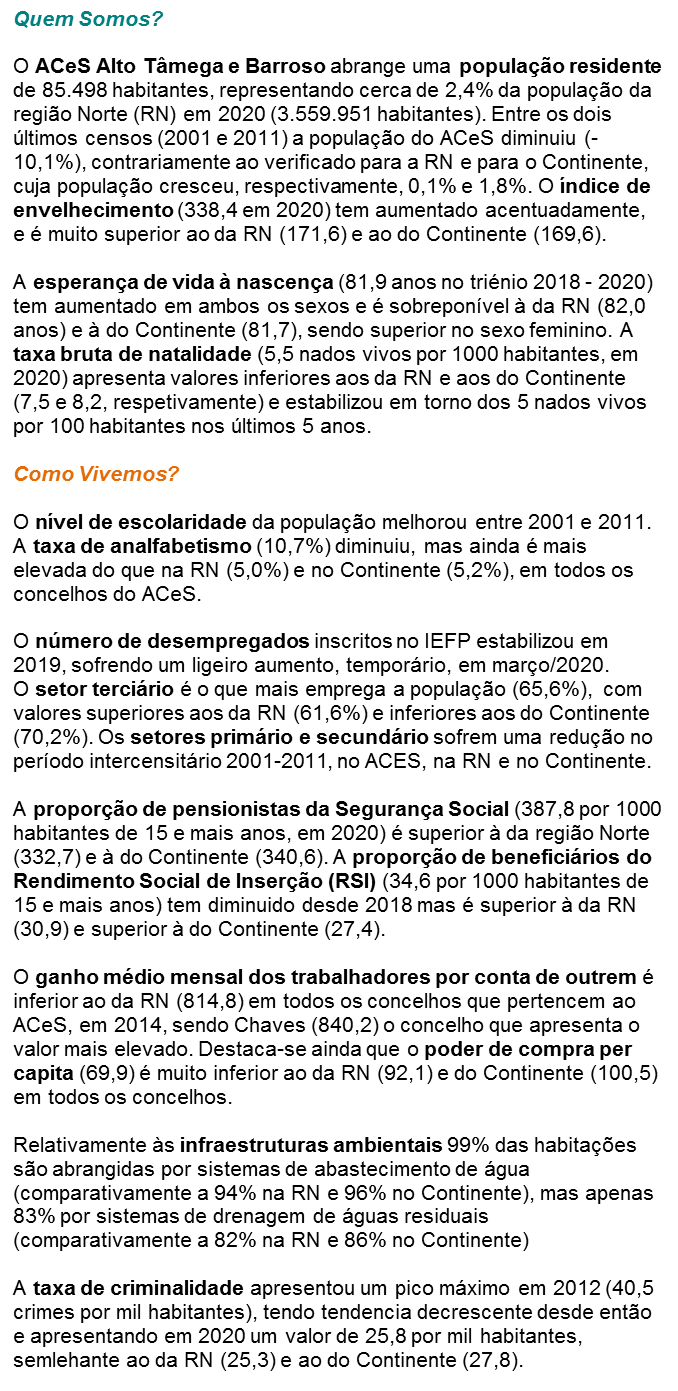 Quem Somos?
O ACeS Alto Tâmega e Barroso abrange uma população residente
de 85.498 habitantes, representando cerca de 2,4% da população da
região Norte (RN) em 2020 (3.559.951 habitantes). Entre os dois
últimos censos (2001 e 2011) a população do ACeS diminuiu (-
10,1%), contrariamente ao verificado para a RN e para o Continente,
cuja população cresceu, respectivamente, 0,1% e 1,8%. O índice de
envelhecimento (338,4 em 2020) tem aumentado acentuadamente,
e é muito superior ao da RN (171,6) e ao do Continente (169,6).
A esperança de vida à nascença (81,9 anos no triénio 2018 - 2020)
tem aumentado em ambos os sexos e é sobreponível à da RN (82,0
anos) e à do Continente (81,7), sendo superior no sexo feminino. A
taxa bruta de natalidade (5,5 nados vivos por 1000 habitantes, em
2020) apresenta valores inferiores aos da RN e aos do Continente
(7,5 e 8,2, respetivamente) e estabilizou em torno dos 5 nados vivos
por 100 habitantes nos últimos 5 anos.
Como Vivemos?
O nível de escolaridade da população melhorou entre 2001 e 2011.
A taxa de analfabetismo (10,7%) diminuiu, mas ainda é mais
elevada do que na RN (5,0%) e no Continente (5,2%), em todos os
concelhos do ACeS.
O número de desempregados inscritos no IEFP estabilizou em
2019, sofrendo um ligeiro aumento, temporário, em março/2020.
O setor terciário é o que mais emprega a população (65,6%), com
valores superiores aos da RN (61,6%) e inferiores aos do Continente
(70,2%). Os setores primário e secundário sofrem uma redução no
período intercensitário 2001-2011, no ACES, na RN e no Continente.
A proporção de pensionistas da Segurança Social (387,8 por 1000
habitantes de 15 e mais anos, em 2020) é superior à da região Norte
(332,7) e à do Continente (340,6). A proporção de beneficiários do
Rendimento Social de Inserção (RSI) (34,6 por 1000 habitantes de
15 e mais anos) tem diminuido desde 2018 mas é superior à da RN
(30,9) e superior à do Continente (27,4).
O ganho médio mensal dos trabalhadores por conta de outrem é
inferior ao da RN (814,8) em todos os concelhos que pertencem ao
ACeS, em 2014, sendo Chaves (840,2) o concelho que apresenta o
valor mais elevado. Destaca-se ainda que o poder de compra per
capita (69,9) é muito inferior ao da RN (92,1) e do Continente (100,5)
em todos os concelhos.
Relativamente às infraestruturas ambientais 99% das habitações
são abrangidas por sistemas de abastecimento de água
(comparativamente a 94% na RN e 96% no Continente), mas apenas
83% por sistemas de drenagem de águas residuais
(comparativamente a 82% na RN e 86% no Continente)
A taxa de criminalidade apresentou um pico máximo em 2012 (40,5
crimes por mil habitantes), tendo tendencia decrescente desde então
e apresentando em 2020 um valor de 25,8 por mil habitantes,
semlehante ao da RN (25,3) e ao do Continente (27,8).